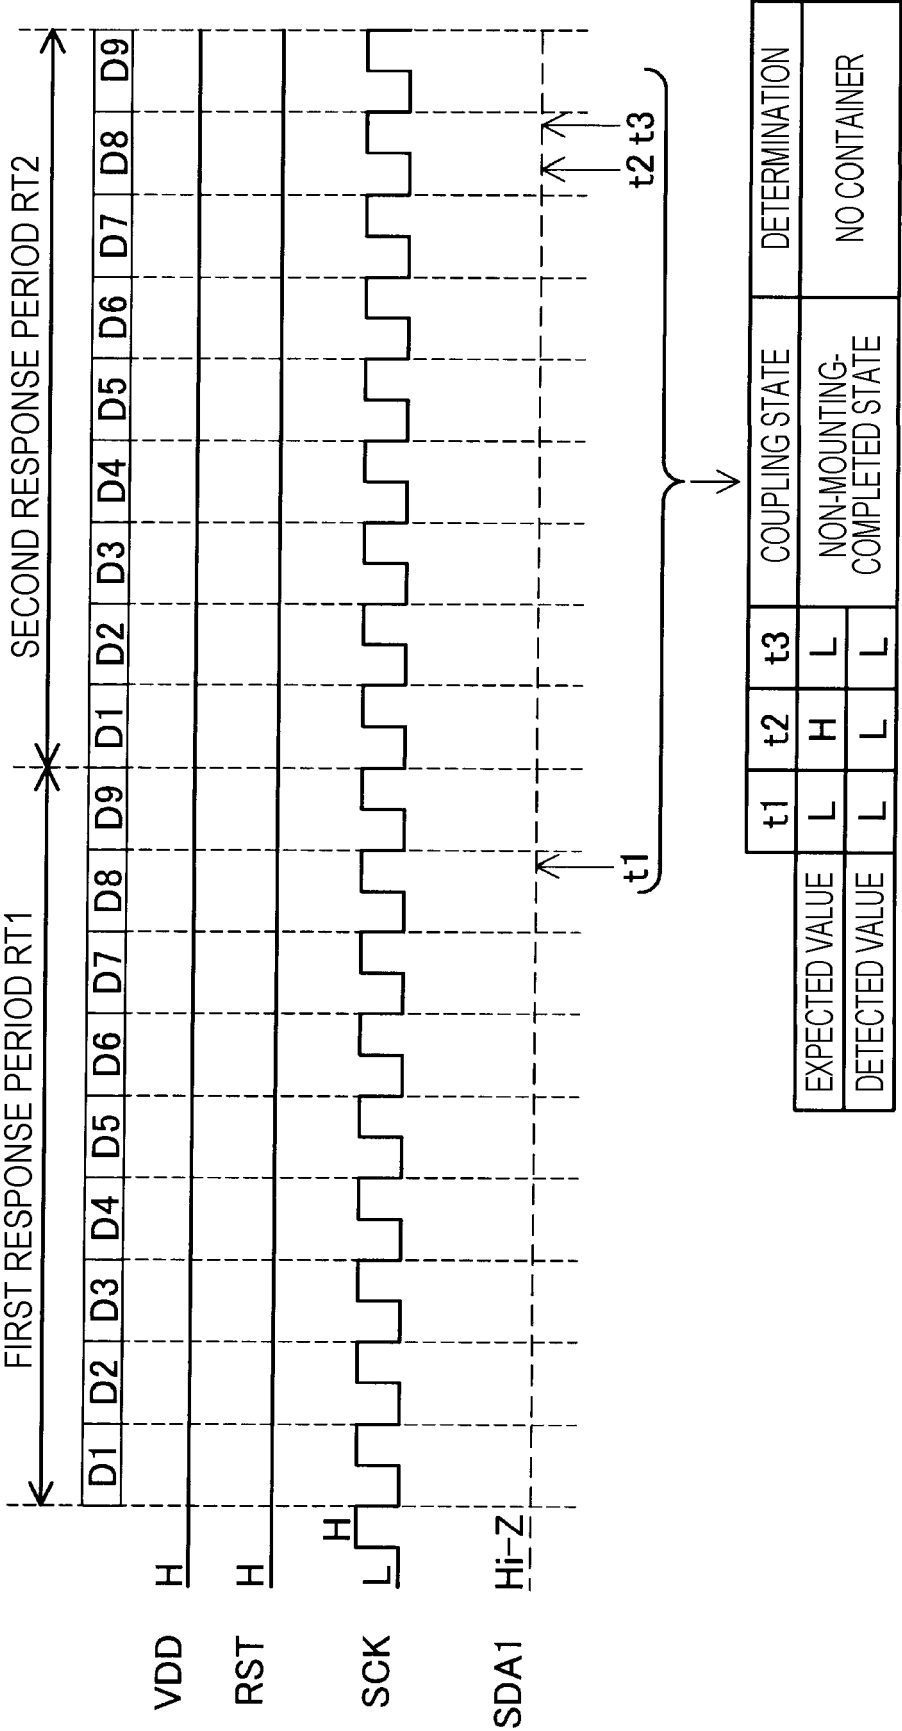 FIRST RESPONSE PERIOD RT1
SECOND RESPONSE PERIOD RT2
D1 D2 D3 D4 D5 D6 D7 D8 D9 D1 D2 D3 D4 D5 D6 D7 D8 D9
VDD H
RST H
SCK L H
SDA1 Hi-Z
t1 t2 t3
t1 t2 t3 COUPLING STATE DETERMINATION
EXPECTED VALUE L H L
DETECTED VALUE L L L
NON-MOUNTING-
COMPLETED STATE
NO CONTAINER